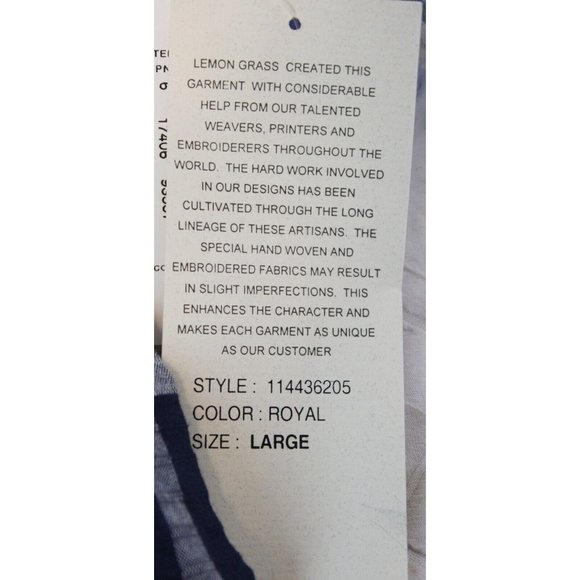 LEMON GRASS CREATED THIS
GARMENT WITH CONSIDERABLE
HELP FROM OUR TALENTED
WEAVERS, PRINTERS AND
EMBROIDERERS THROUGHOUT THE
WORLD. THE HARD WORK INVOLVED
IN OUR DESIGNS HAS BEEN
CULTIVATED THROUGH THE LONG
LINEAGE OF THESE ARTISANS. THE
SPECIAL HAND WOVEN AND
EMBROIDERED FABRICS MAY RESULT
IN SLIGHT IMPERFECTIONS. THIS
ENHANCES THE CHARACTER AND
MAKES EACH GARMENT AS UNIQUE
AS OUR CUSTOMER
STYLE : 114436205
COLOR : ROYAL
SIZE : LARGE